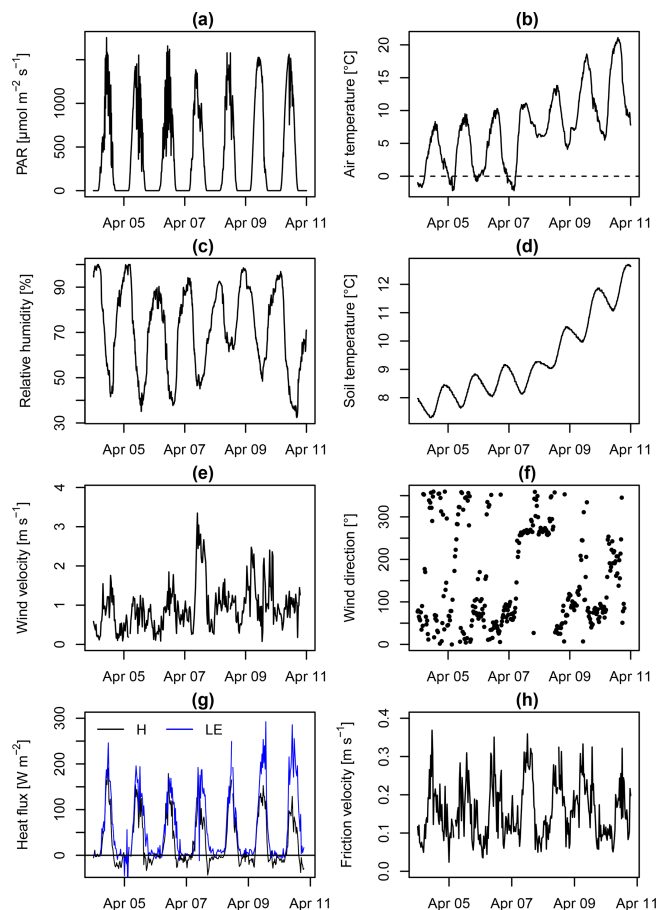 (a) (b)
PAR [µmol m−2 s−1]
0 500 1000
Apr 05 Apr 07 Apr 09 Apr 11
Air temperature [°C]
0 5 10 15 20
Apr 05 Apr 07 Apr 09 Apr 11
(c) (d)
Relative humidity [%]
30 50 70 90
Apr 05 Apr 07 Apr 09 Apr 11
Soil temperature [°C]
8 9 10 11 12
Apr 05 Apr 07 Apr 09 Apr 11
(e) (f)
Wind velocity [m s−1]
0 1 2 3 4
Apr 05 Apr 07 Apr 09 Apr 11
Wind direction [°]
0 100 200 300
Apr 05 Apr 07 Apr 09 Apr 11
(g) (h)
Heat flux [W m−2]
0 100 200 300
H LE
Apr 05 Apr 07 Apr 09 Apr 11
Friction velocity [m s−1]
0.0 0.1 0.2 0.3 0.4
Apr 05 Apr 07 Apr 09 Apr 11